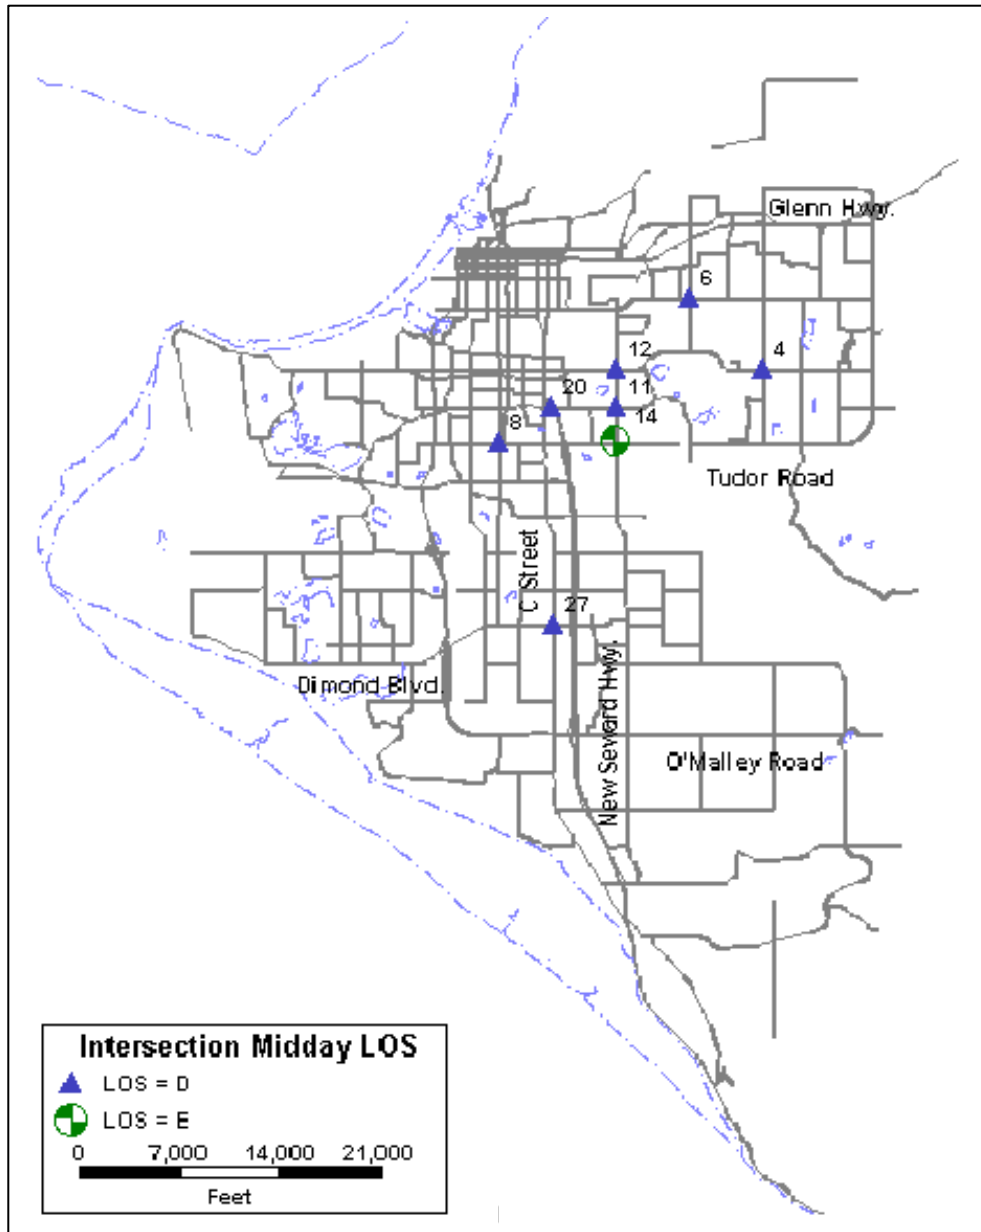 Glenn Hwy.
6
12
4
20
11
8
14
Tudor Road
C Street
27
Dimond Blvd.
New Seward Hwy.
O'Malley Road
Intersection Midday LOS
LOS = D
LOS = E
0 7,000 14,000 21,000
Feet